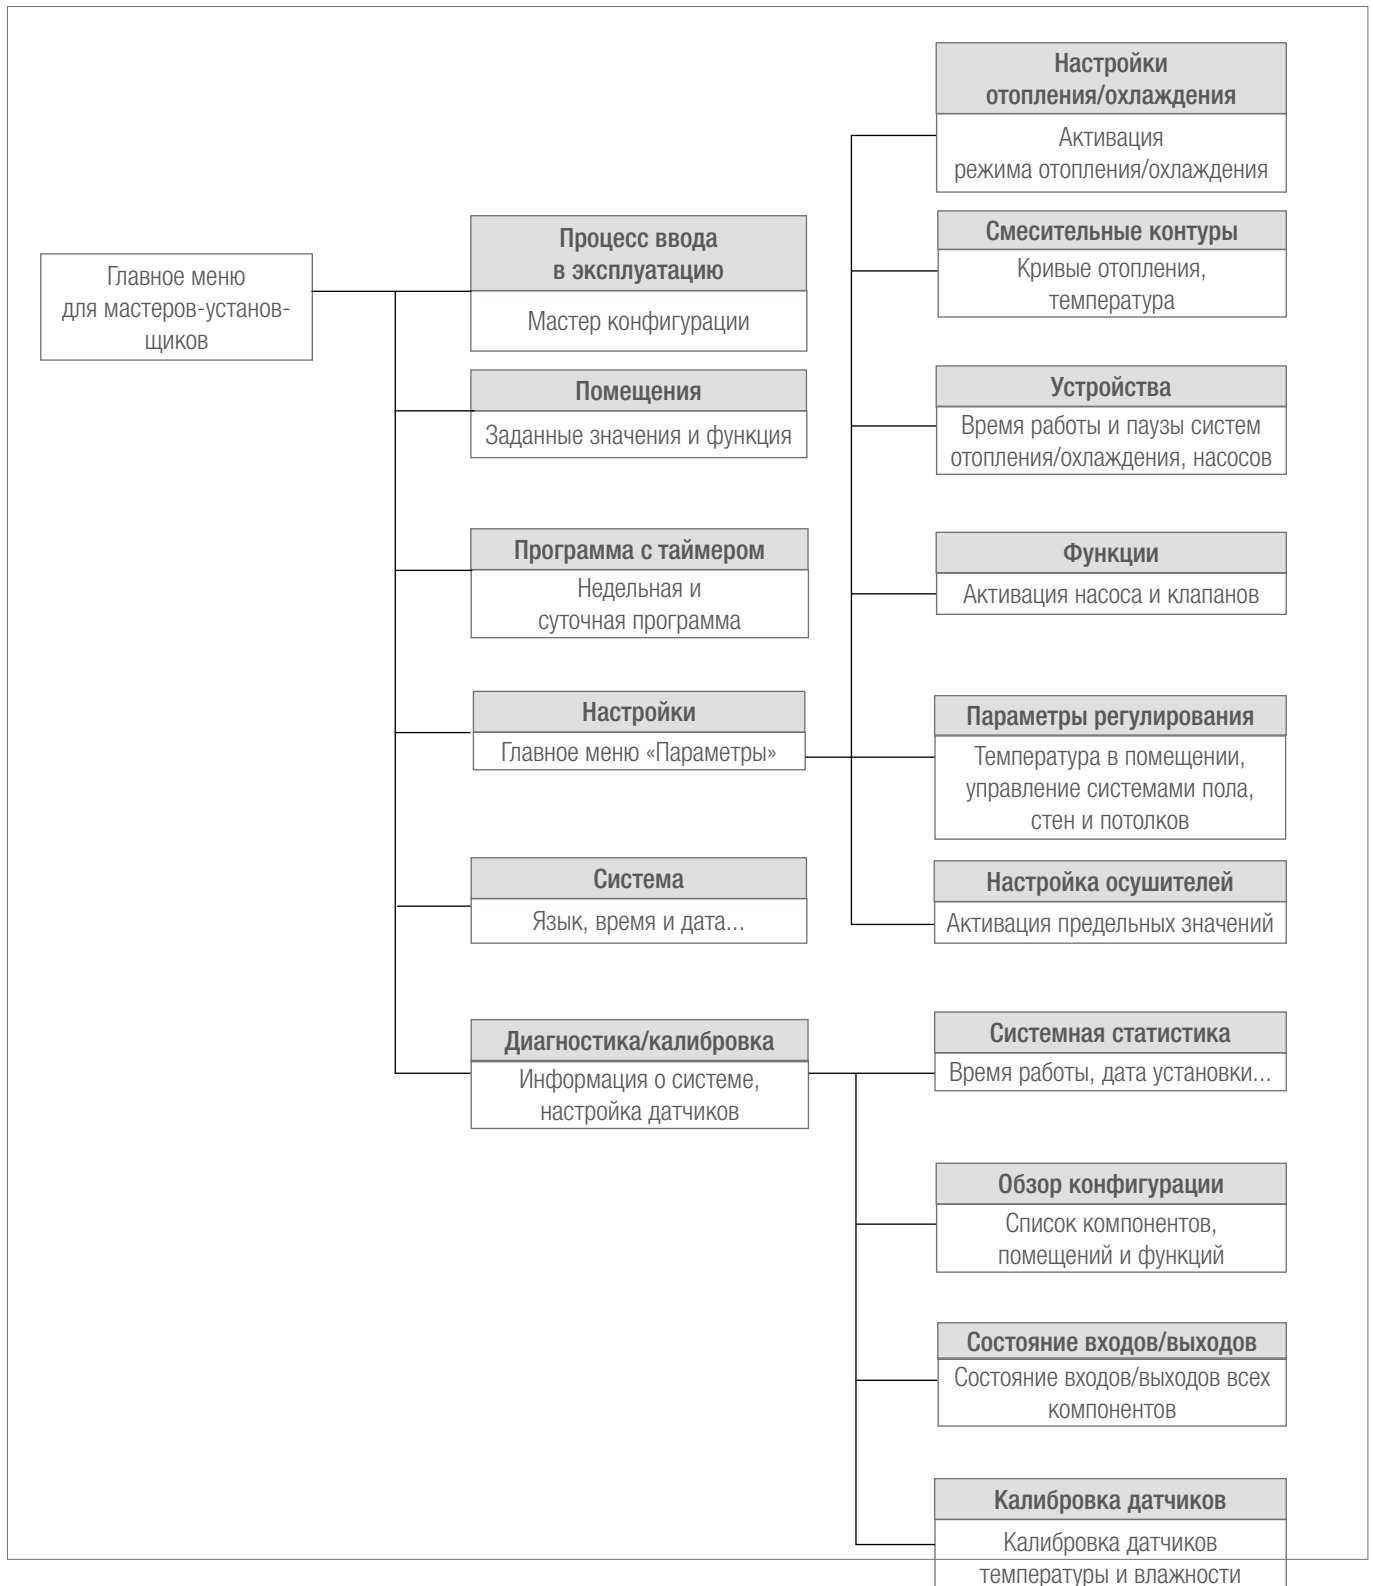 Главное меню
для мастеров-установ-
щиков
Процесс ввода
в эксплуатацию
Мастер конфигурации
Помещения
Заданные значения и функция
Программа с таймером
Недельная и
суточная программа
Настройки
Главное меню «Параметры»
Система
Язык, время и дата...
Диагностика/калибровка
Информация о системе,
настройка датчиков
Настройки
отопления/охлаждения
Активация
режима отопления/охлаждения
Смесительные контуры
Кривые отопления,
температура
Устройства
Время работы и паузы систем
отопления/охлаждения, насосов
Функции
Активация насоса и клапанов
Параметры регулирования
Температура в помещении,
управление системами пола,
стен и потолков
Настройка осушителей
Активация предельных значений
Системная статистика
Время работы, дата установки...
Обзор конфигурации
Список компонентов,
помещений и функций
Состояние входов/выходов
Состояние входов/выходов всех
компонентов
Калибровка датчиков
Калибровка датчиков
температуры и влажности